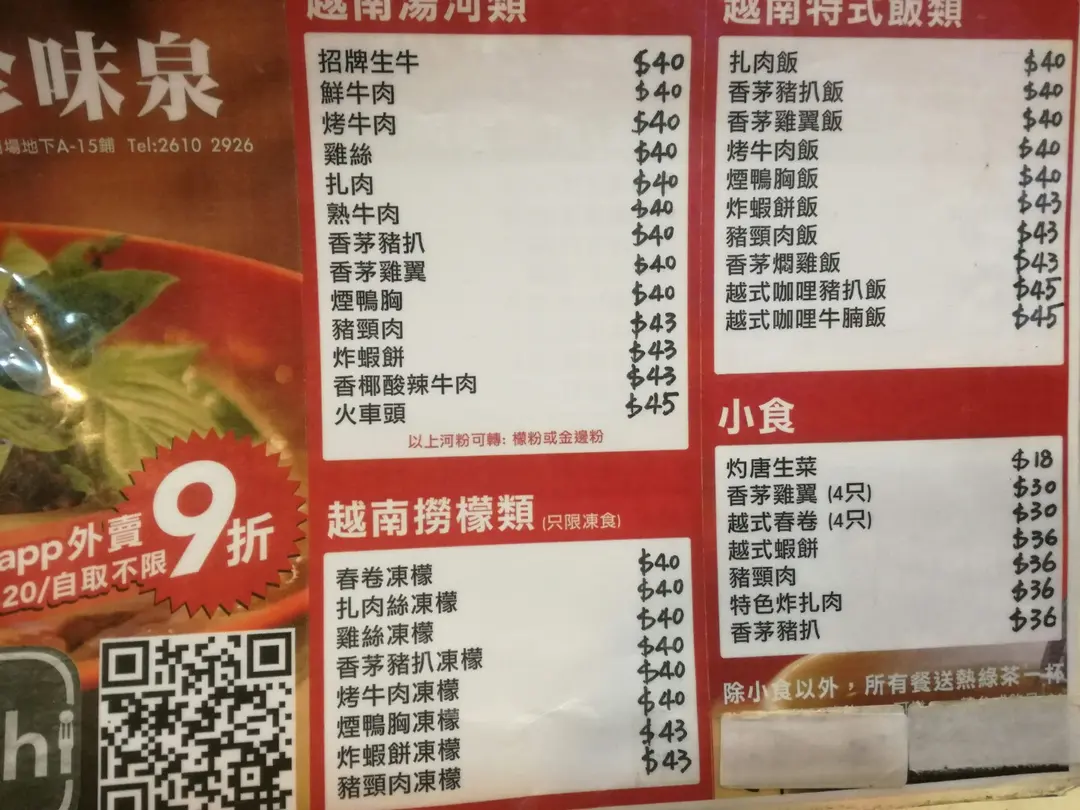 味泉
場地下A-15鋪 Tel:2610 2926
app外賣
20/自取不限
9折
hi
越南湯河類
招牌生牛 $40
鮮牛肉 $40
烤牛肉 $40
雞絲 $40
扎肉 $40
熟牛肉 $40
香茅豬扒 $40
香茅雞翼 $40
煙鴨胸 $40
豬頸肉 $43
炸蝦餅 $43
香椰酸辣牛肉 $43
火車頭 $45
以上河粉可轉: 檬粉或金邊粉
越南撈檬類 (只限凍食)
春卷凍檬 $40
扎肉絲凍檬 $40
雞絲凍檬 $40
香茅豬扒凍檬 $40
烤牛肉凍檬 $40
煙鴨胸凍檬 $40
炸蝦餅凍檬 $43
豬頸肉凍檬 $43
越南特式飯類
扎肉飯 $40
香茅豬扒飯 $40
香茅雞翼飯 $40
烤牛肉飯 $40
煙鴨胸飯 $40
炸蝦餅飯 $43
豬頸肉飯 $43
香茅燜雞飯 $43
越式咖哩豬扒飯 $45
越式咖哩牛腩飯 $45
小食
灼唐生菜 $18
香茅雞翼 (4只) $30
越式春卷 (4只) $30
越式蝦餅 $36
豬頸肉 $36
特色炸扎肉 $36
香茅豬扒 $36
除小食以外，所有餐送熱綠茶一杯